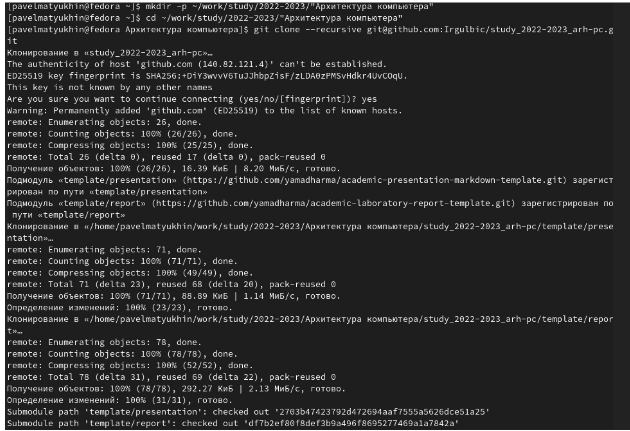 [pavelmatyukhin@fedora ~]$ mkdir -p ~/work/study/2022-2023/"Архитектура компьютера"
[pavelmatyukhin@fedora ~]$ cd ~/work/study/2022-2023/"Архитектура компьютера"
[pavelmatyukhin@fedora Архитектура компьютера]$ git clone --recursive git@github.com:Irgulbic/study_2022-2023_arh-pc.g
it
Клонирование в «study_2022-2023_arh-pc»…
The authenticity of host 'github.com (140.82.121.4)' can't be established.
ED25519 key fingerprint is SHA256:+DiY3wvvV6TuJJhbpZisF/zLDA0zPMSvHdkr4UvCOqU.
This key is not known by any other names
Are you sure you want to continue connecting (yes/no/[fingerprint])? yes
Warning: Permanently added 'github.com' (ED25519) to the list of known hosts.
remote: Enumerating objects: 26, done.
remote: Counting objects: 100% (26/26), done.
remote: Compressing objects: 100% (25/25), done.
remote: Total 26 (delta 0), reused 17 (delta 0), pack-reused 0
Получение объектов: 100% (26/26), 16.39 КиБ | 8.20 МиБ/с, готово.
Подмодуль «template/presentation» (https://github.com/yamadharma/academic-presentation-markdown-template.git) зарегист
рирован по пути «template/presentation»
Подмодуль «template/report» (https://github.com/yamadharma/academic-laboratory-report-template.git) зарегистрирован по
пути «template/report»
Клонирование в «/home/pavelmatyukhin/work/study/2022-2023/Архитектура компьютера/study_2022-2023_arh-pc/template/prese
ntation»…
remote: Enumerating objects: 71, done.
remote: Counting objects: 100% (71/71), done.
remote: Compressing objects: 100% (49/49), done.
remote: Total 71 (delta 23), reused 68 (delta 20), pack-reused 0
Получение объектов: 100% (71/71), 88.89 КиБ | 1.14 МиБ/с, готово.
Определение изменений: 100% (23/23), готово.
Клонирование в «/home/pavelmatyukhin/work/study/2022-2023/Архитектура компьютера/study_2022-2023_arh-pc/template/repor
t»…
remote: Enumerating objects: 78, done.
remote: Counting objects: 100% (78/78), done.
remote: Compressing objects: 100% (52/52), done.
remote: Total 78 (delta 31), reused 69 (delta 22), pack-reused 0
Получение объектов: 100% (78/78), 292.27 КиБ | 2.13 МиБ/с, готово.
Определение изменений: 100% (31/31), готово.
Submodule path 'template/presentation': checked out '2703b47423792d472694aaf7555a5626dce51a25'
Submodule path 'template/report': checked out 'df7b2ef80f8def3b9a496f8695277469a1a7842a'